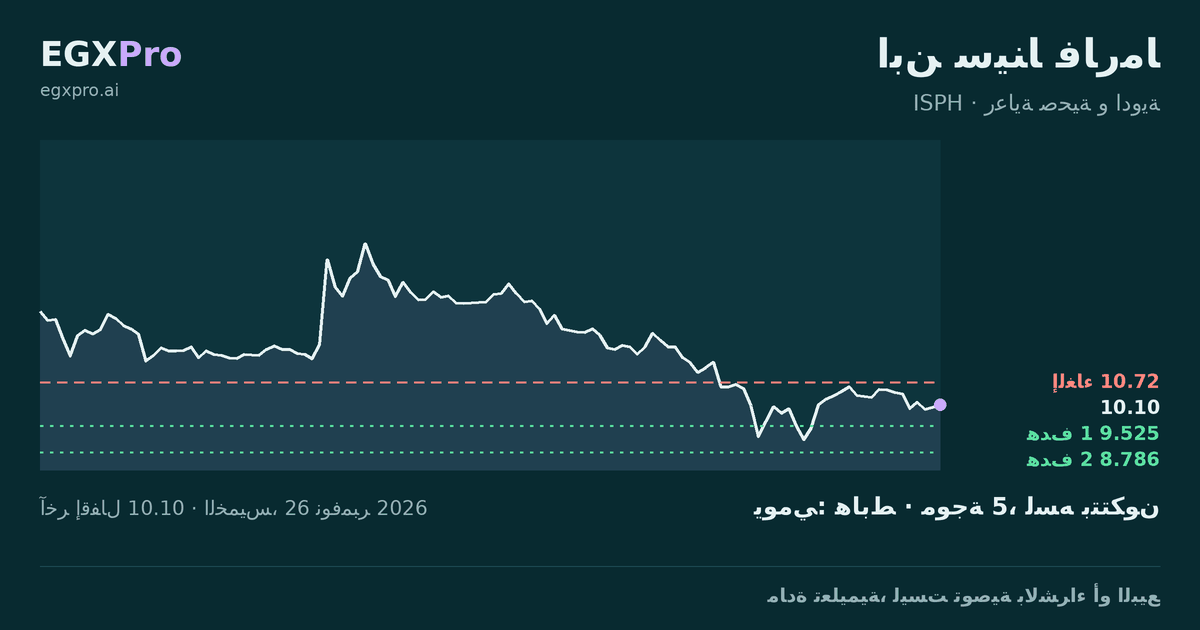 EGXPro
egxpro.ai
ابن سينا فارما
ISPH · رعاية صحية و ادوية
إلغاء 10.72
10.10
هدف 1 9.525
هدف 2 8.786
آخر إقفال 10.10 · الخميس، 26 نوفمبر 2026
يومي: هابط · موجة 5، لسه بتتكون
مادة تعليمية، ليست توصية بالشراء أو البيع